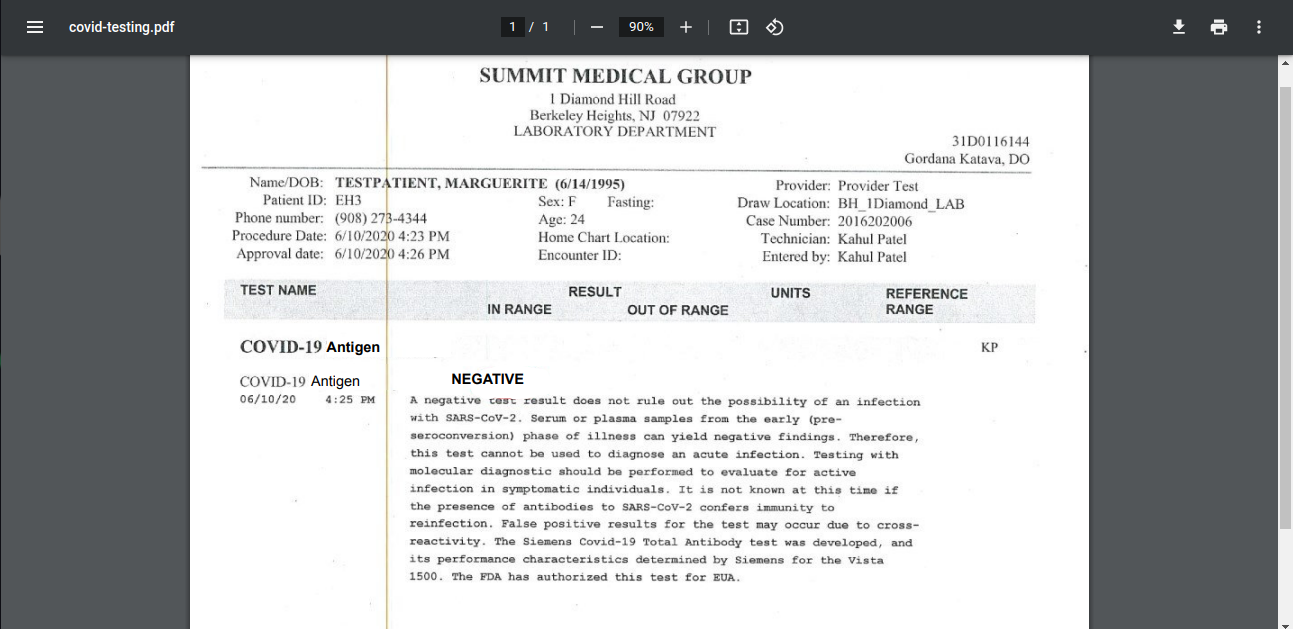 covid-testing.pdf
1 / 1
90%
SUMMIT MEDICAL GROUP
1 Diamond Hill Road
Berkeley Heights, NJ 07922
LABORATORY DEPARTMENT
31D0116144
Gordana Katava, DO
Name/DOB: TESTPATIENT, MARGUERITE (6/14/1995)
Provider: Provider Test
Patient ID: EH3
Sex: F Fasting:
Draw Location: BH_1Diamond_LAB
Phone number: (908) 273-4344
Age: 24
Case Number: 2016202006
Procedure Date: 6/10/2020 4:23 PM
Home Chart Location:
Technician: Kahul Patel
Approval date: 6/10/2020 4:26 PM
Encounter ID:
Entered by: Kahul Patel
TEST NAME
RESULT
UNITS
REFERENCE
IN RANGE
OUT OF RANGE
RANGE
COVID-19 Antigen
KP
COVID-19 Antigen
NEGATIVE
06/10/20 4:25 PM
A negative test result does not rule out the possibility of an infection
with SARS-CoV-2. Serum or plasma samples from the early (pre-
seroconversion) phase of illness can yield negative findings. Therefore,
this test cannot be used to diagnose an acute infection. Testing with
molecular diagnostic should be performed to evaluate for active
infection in symptomatic individuals. It is not known at this time if
the presence of antibodies to SARS-CoV-2 confers immunity to
reinfection. False positive results for the test may occur due to cross-
reactivity. The Siemens Covid-19 Total Antibody test was developed, and
its performance characteristics determined by Siemens for the Vista
1500. The FDA has authorized this test for EUA.